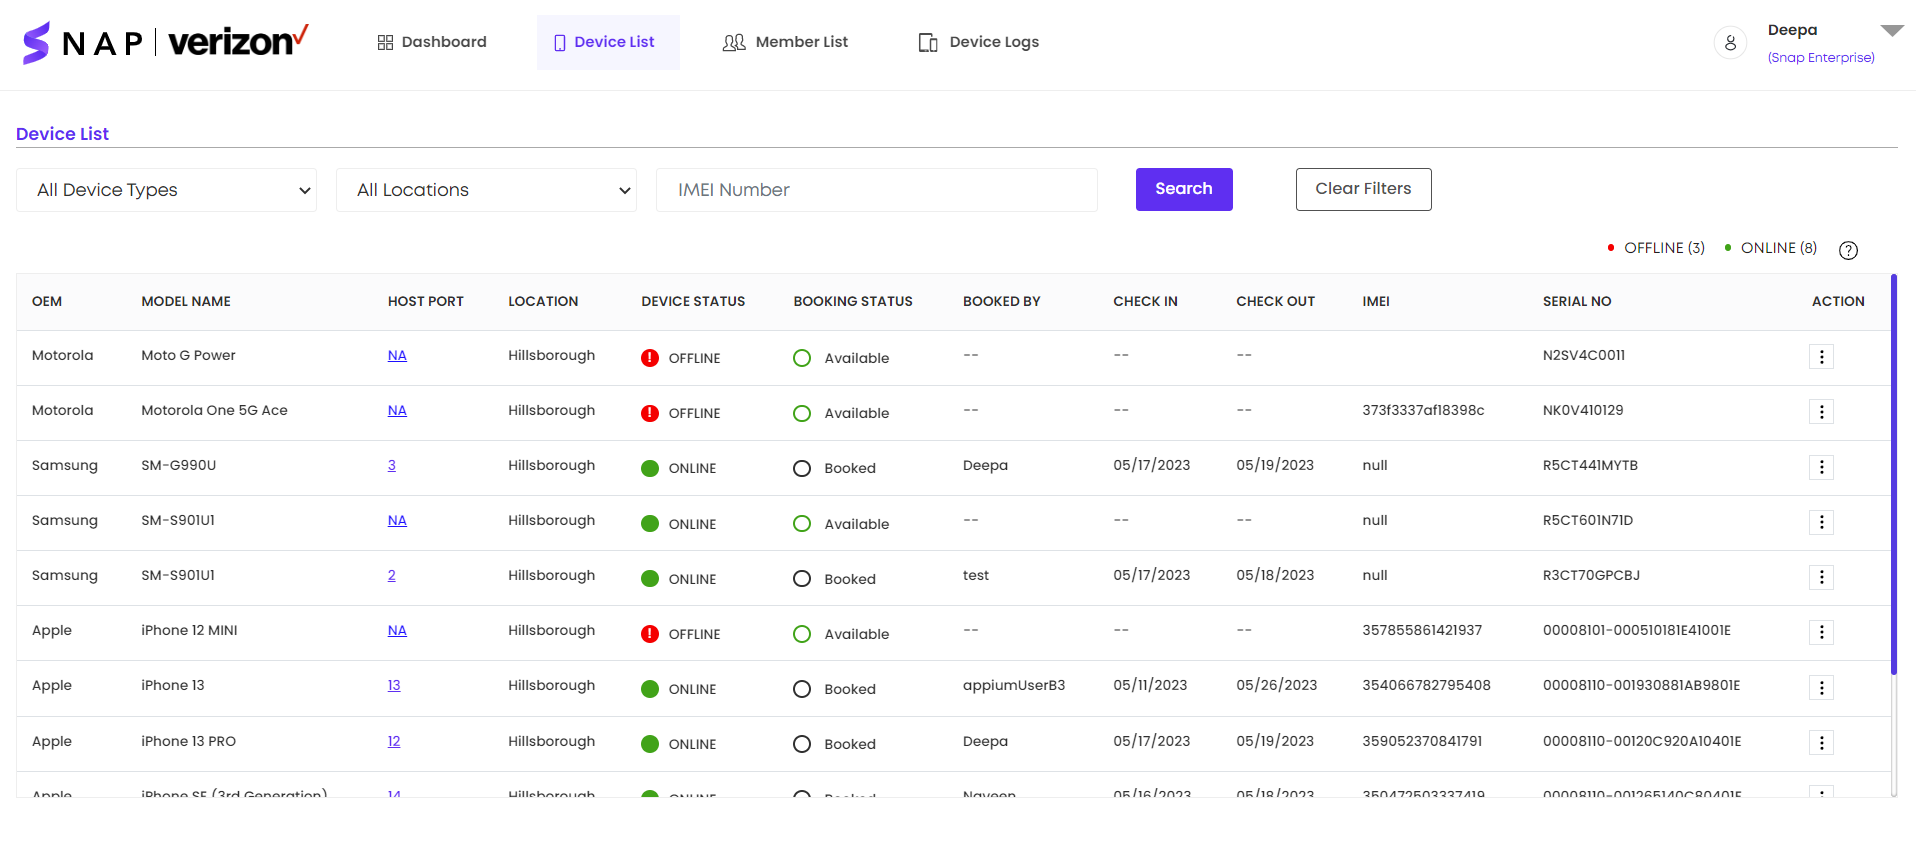 SNAP | verizon✓ Dashboard Device List Member List Device Logs Deepa
(Snap Enterprise)
Device List
All Device Types All Locations IMEI Number Search Clear Filters
OFFLINE (3) ONLINE (8) ?
OEM MODEL NAME HOST PORT LOCATION DEVICE STATUS BOOKING STATUS BOOKED BY CHECK IN CHECK OUT IMEI SERIAL NO ACTION
Motorola Moto G Power NA Hillsborough ! OFFLINE Available -- -- -- N2SV4C0011
Motorola Motorola One 5G Ace NA Hillsborough ! OFFLINE Available -- -- -- 373f3337af18398c NK0V410129
Samsung SM-G990U 3 Hillsborough ONLINE Booked Deepa 05/17/2023 05/19/2023 null R5CT441MYTB
Samsung SM-S901U1 NA Hillsborough ONLINE Available -- -- -- null R5CT601N71D
Samsung SM-S901U1 2 Hillsborough ONLINE Booked test 05/17/2023 05/18/2023 null R3CT70GPCBJ
Apple iPhone 12 MINI NA Hillsborough ! OFFLINE Available -- -- -- 357855861421937 00008101-000510181E41001E
Apple iPhone 13 13 Hillsborough ONLINE Booked appiumUserB3 05/11/2023 05/26/2023 354066782795408 00008110-001930881AB9801E
Apple iPhone 13 PRO 12 Hillsborough ONLINE Booked Deepa 05/17/2023 05/19/2023 359052370841791 00008110-00120C920A10401E
Apple iPhone SE (3rd Generation) 14 Hillsborough ONLINE Booked Naveen 05/16/2023 05/18/2023 350472503337419 00008110-001265140C80401E